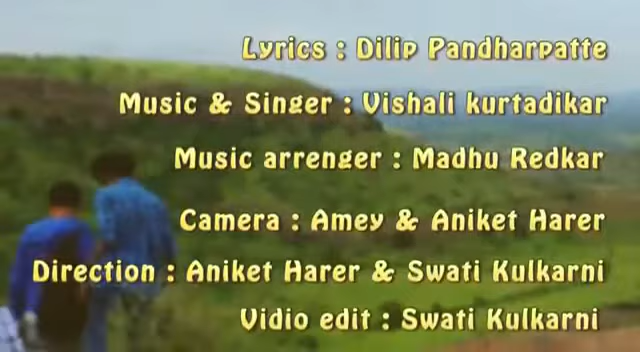 Lyrics : Dilip Pandharpatte
Music & Singer : Vishali kurtadikar
Music arrenger : Madhu Redkar
Camera : Amey & Aniket Harer
Direction : Aniket Harer & Swati Kulkarni
Vidio edit : Swati Kulkarni